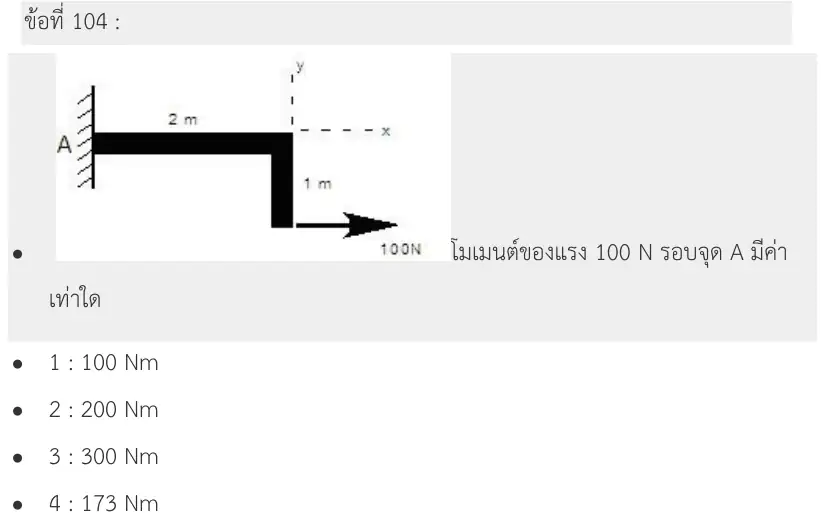 ข้อที่ 104 :
y
2 m
x
A
1 m
100N
โมเมนต์ของแรง 100 N รอบจุด A มีค่า
เท่าใด
1 : 100 Nm
2 : 200 Nm
3 : 300 Nm
4 : 173 Nm